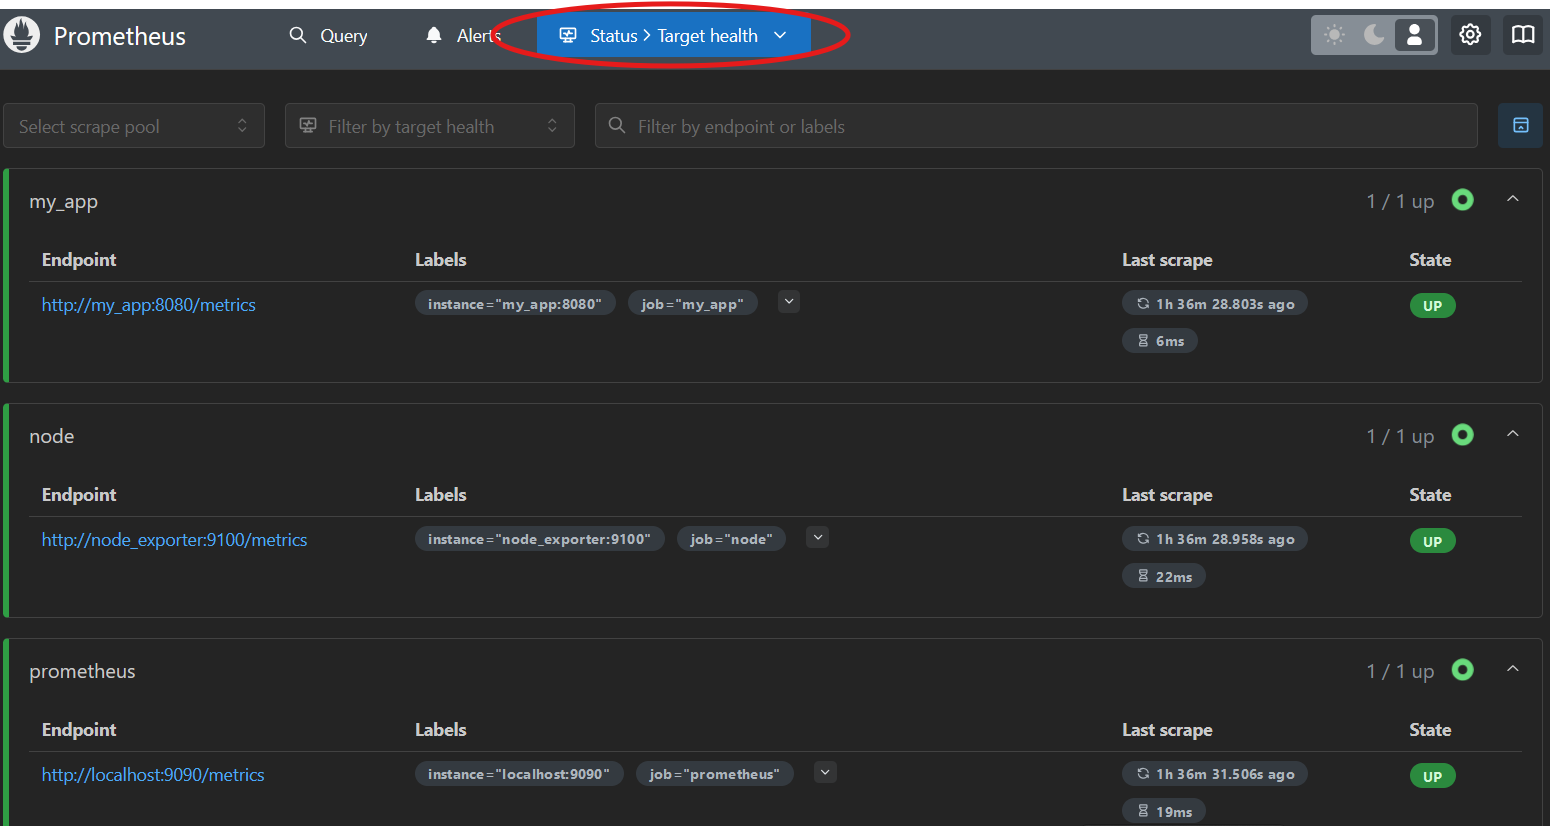 Prometheus Query Alerts Status > Target health
Select scrape pool Filter by target health Filter by endpoint or labels
my_app 1 / 1 up
Endpoint Labels Last scrape State
http://my_app:8080/metrics instance="my_app:8080" job="my_app" 1h 36m 28.803s ago UP
6ms
node 1 / 1 up
Endpoint Labels Last scrape State
http://node_exporter:9100/metrics instance="node_exporter:9100" job="node" 1h 36m 28.958s ago UP
22ms
prometheus 1 / 1 up
Endpoint Labels Last scrape State
http://localhost:9090/metrics instance="localhost:9090" job="prometheus" 1h 36m 31.506s ago UP
19ms